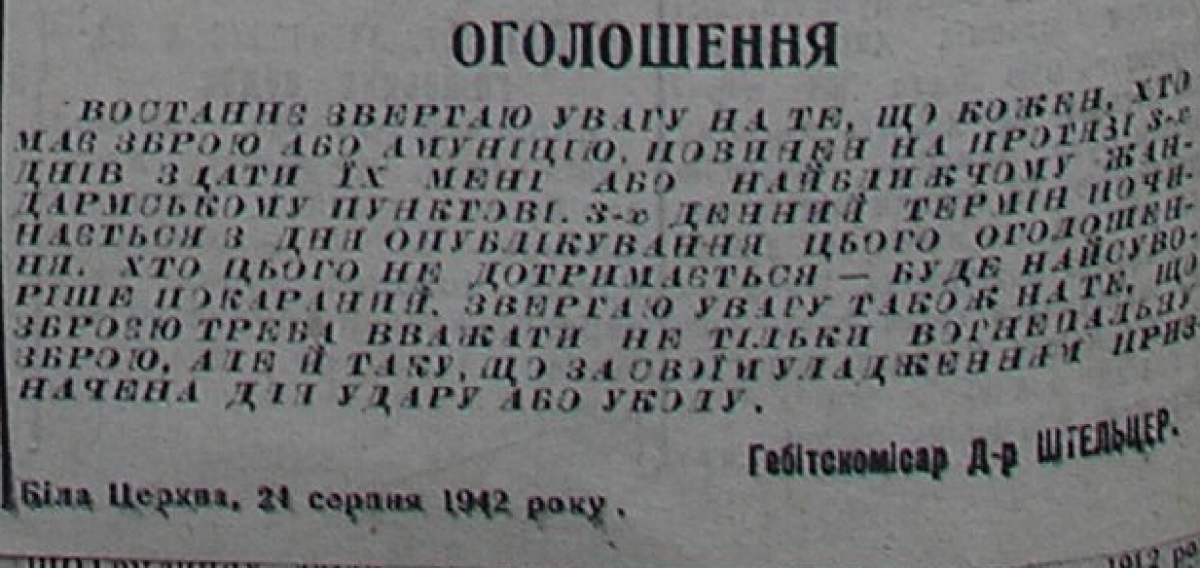 ОГОЛОШЕННЯ
ВОСТАННЄ ЗВЕРТАЮ УВАГУ НА ТЕ, ЩО КОЖЕН, ХТО
МАЄ ЗБРОЮ АБО АМУНІЦІЮ, ПОВИНЕН НА ПРОТЯЗІ 3-х
ДНІВ ЗДАТИ ЇХ МЕНІ АБО НАЙБЛИЖЧОМУ ЖАН-
ДАРМСЬКОМУ ПУНКТОВІ. 3-х ДЕННИЙ ТЕРМІН ПОЧИ-
НАЄТЬСЯ З ДНЯ ОПУБЛІКУВАННЯ ЦЬОГО ОГОЛОШЕН-
НЯ. ХТО ЦЬОГО НЕ ДОТРИМАЄТЬСЯ — БУДЕ НАЙСУВО-
РІШЕ ПОКАРАНИЙ. ЗВЕРТАЮ УВАГУ ТАКОЖ НА ТЕ, ЩО
ЗБРОЄЮ ТРЕБА ВВАЖАТИ НЕ ТІЛЬКИ ВОГНЕПАЛЬНУ
ЗБРОЮ, АЛЕ Й ТАКУ, ЩО ЗА СВОЇМ УЛАДЖЕННЯМ ПРИЗ
НАЧЕНА ДЛЯ УДАРУ АБО УКОЛУ.
Гебітскомісар Д-р ШТЕЛЬЦЕР.
Біла Церква, 24 серпня 1942 року.
1942 ро